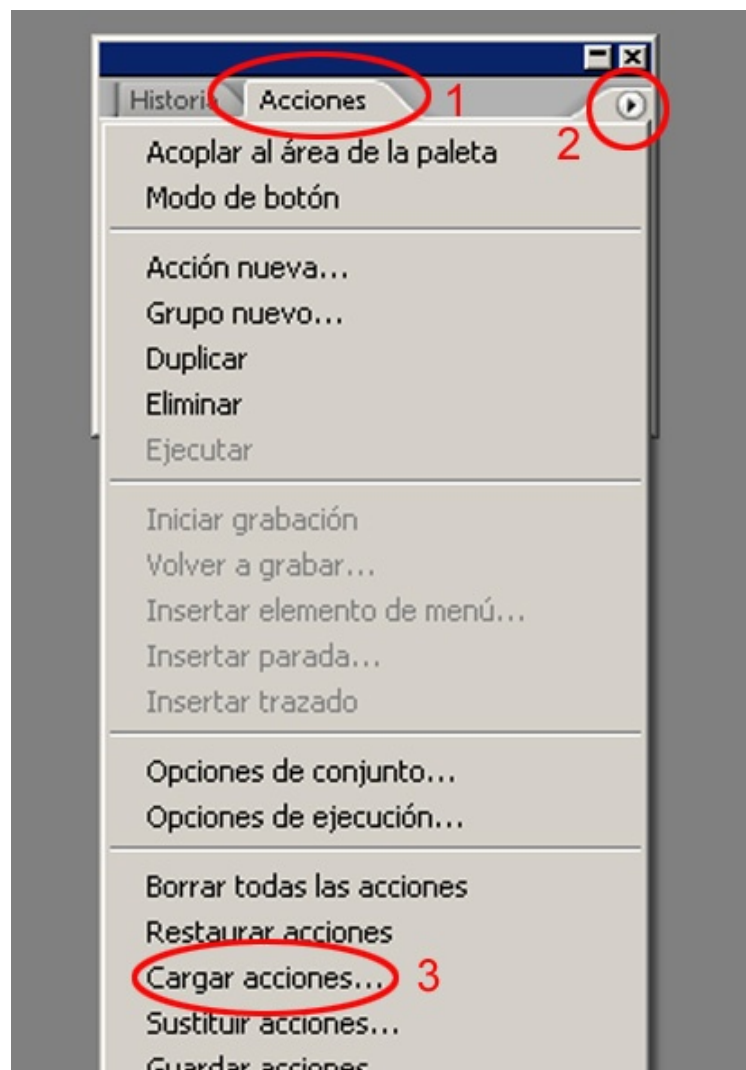 Historia Acciones 1
2
Acoplar al área de la paleta
Modo de botón
Acción nueva...
Grupo nuevo...
Duplicar
Eliminar
Ejecutar
Iniciar grabación
Volver a grabar...
Insertar elemento de menú...
Insertar parada...
Insertar trazado
Opciones de conjunto...
Opciones de ejecución...
Borrar todas las acciones
Restaurar acciones
Cargar acciones... 3
Sustituir acciones...
Guardar acciones